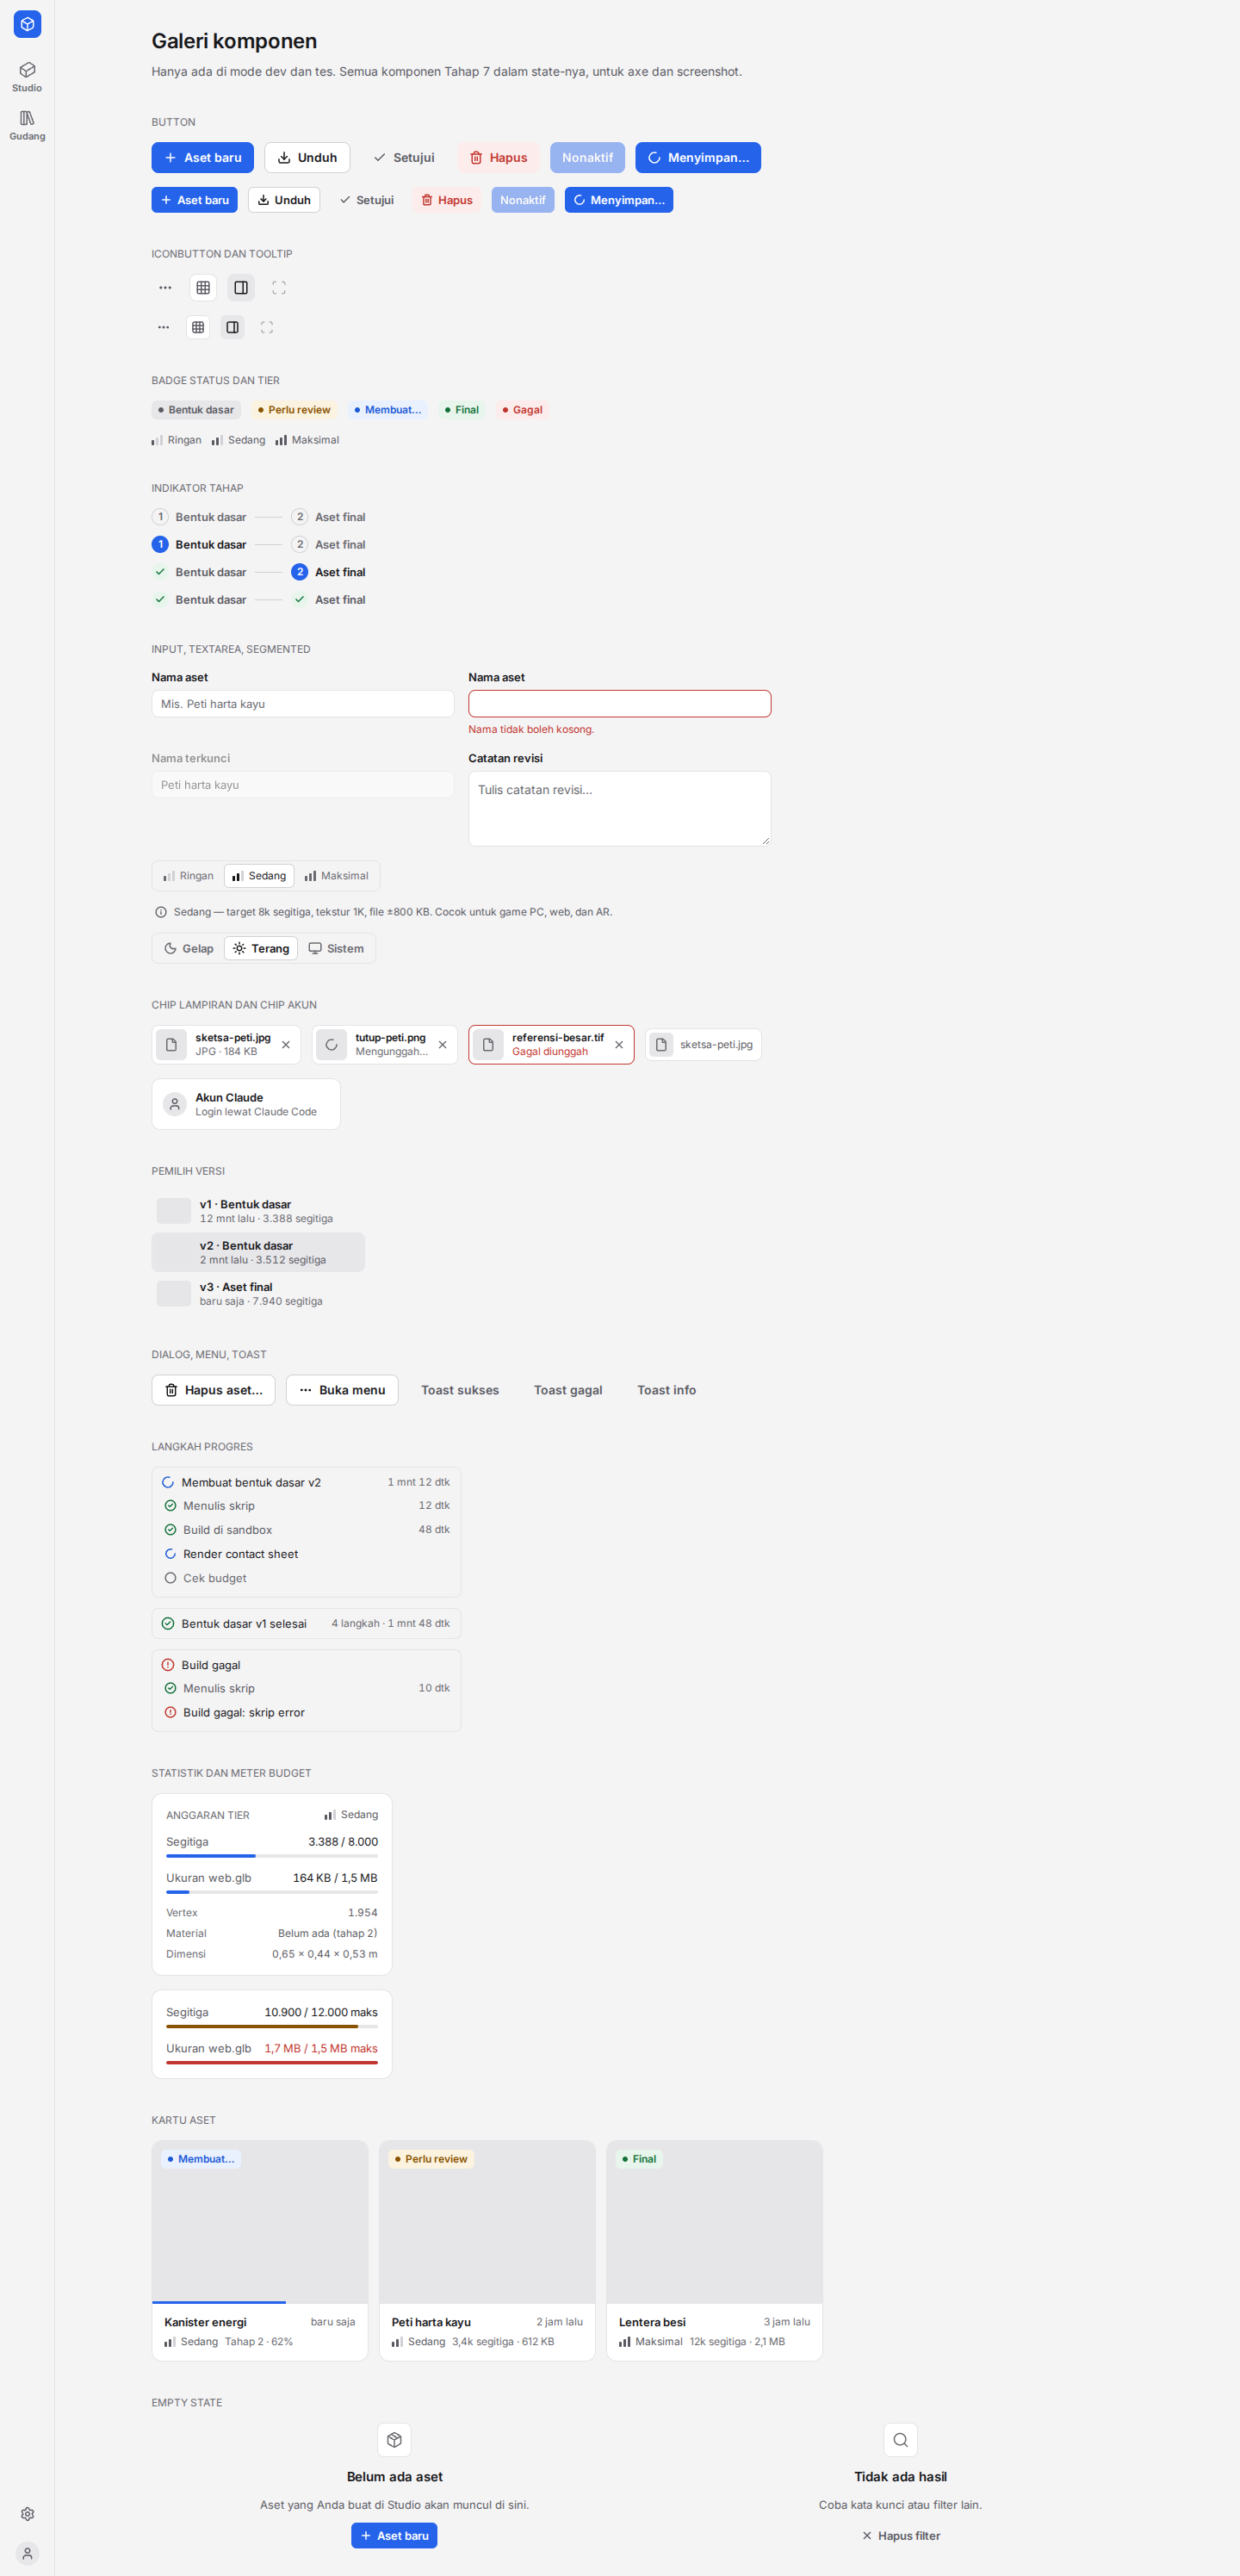 Studio
Gudang
Galeri komponen
Hanya ada di mode dev dan tes. Semua komponen Tahap 7 dalam state-nya, untuk axe dan screenshot.
BUTTON
Aset baru Unduh Setujui Hapus Nonaktif Menyimpan...
Aset baru Unduh Setujui Hapus Nonaktif Menyimpan...
ICONBUTTON DAN TOOLTIP
BADGE STATUS DAN TIER
Bentuk dasar Perlu review Membuat... Final Gagal
Ringan Sedang Maksimal
INDIKATOR TAHAP
1 Bentuk dasar 2 Aset final
1 Bentuk dasar 2 Aset final
Bentuk dasar 2 Aset final
Bentuk dasar Aset final
INPUT, TEXTAREA, SEGMENTED
Nama aset Nama aset
Mis. Peti harta kayu
Nama tidak boleh kosong.
Nama terkunci Catatan revisi
Peti harta kayu Tulis catatan revisi...
Ringan Sedang Maksimal
Sedang — target 8k segitiga, tekstur 1K, file ±800 KB. Cocok untuk game PC, web, dan AR.
Gelap Terang Sistem
CHIP LAMPIRAN DAN CHIP AKUN
sketsa-peti.jpg tutup-peti.png referensi-besar.tif sketsa-peti.jpg
JPG · 184 KB Mengunggah... Gagal diunggah
Akun Claude
Login lewat Claude Code
PEMILIH VERSI
v1 · Bentuk dasar
12 mnt lalu · 3.388 segitiga
v2 · Bentuk dasar
2 mnt lalu · 3.512 segitiga
v3 · Aset final
baru saja · 7.940 segitiga
DIALOG, MENU, TOAST
Hapus aset... Buka menu Toast sukses Toast gagal Toast info
LANGKAH PROGRES
Membuat bentuk dasar v2 1 mnt 12 dtk
Menulis skrip 12 dtk
Build di sandbox 48 dtk
Render contact sheet
Cek budget
Bentuk dasar v1 selesai 4 langkah · 1 mnt 48 dtk
Build gagal
Menulis skrip 10 dtk
Build gagal: skrip error
STATISTIK DAN METER BUDGET
ANGGARAN TIER Sedang
Segitiga 3.388 / 8.000
Ukuran web.glb 164 KB / 1,5 MB
Vertex 1.954
Material Belum ada (tahap 2)
Dimensi 0,65 × 0,44 × 0,53 m
Segitiga 10.900 / 12.000 maks
Ukuran web.glb 1,7 MB / 1,5 MB maks
KARTU ASET
Membuat... Perlu review Final
Kanister energi baru saja Peti harta kayu 2 jam lalu Lentera besi 3 jam lalu
Sedang Tahap 2 · 62% Sedang 3,4k segitiga · 612 KB Maksimal 12k segitiga · 2,1 MB
EMPTY STATE
Belum ada aset Tidak ada hasil
Aset yang Anda buat di Studio akan muncul di sini. Coba kata kunci atau filter lain.
Aset baru Hapus filter